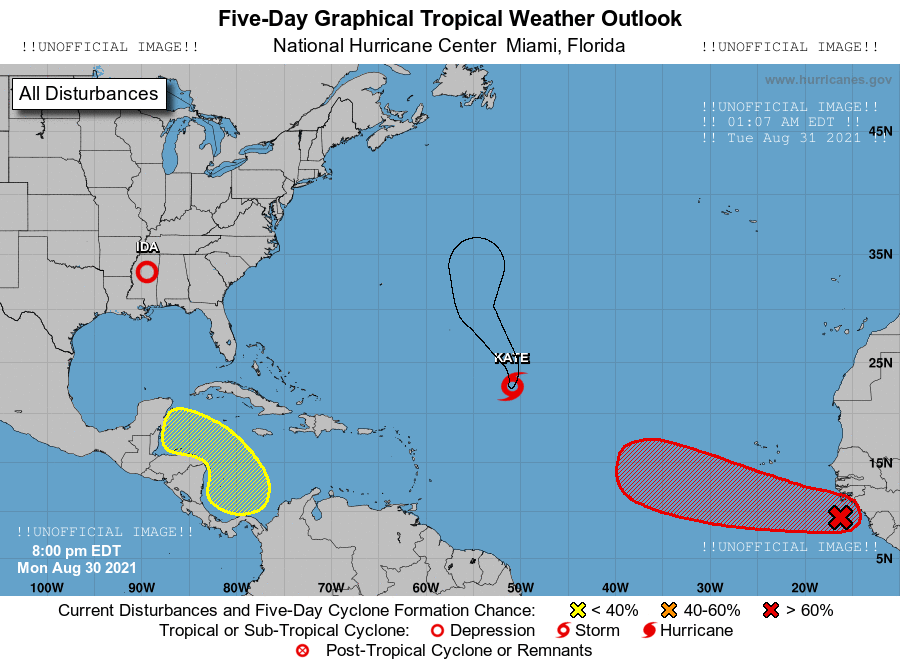 Five-Day Graphical Tropical Weather Outlook
!!UNOFFICIAL IMAGE!!
National Hurricane Center  Miami, Florida
!!UNOFFICIAL IMAGE!!
www.hurricanes.gov
All Disturbances
!!UNOFFICIAL IMAGE!!
!! 01:07 AM EDT !!
!! Tue Aug 31 2021 !!
45N
IDA
35N
KATE
25N
15N
!!UNOFFICIAL IMAGE!!
8:00 pm EDT
Mon Aug 30 2021
!!UNOFFICIAL IMAGE!!
5N
100W 90W 80W 70W 60W 50W 40W 30W 20W
Current Disturbances and Five-Day Cyclone Formation Chance: < 40% 40-60% > 60%
Tropical or Sub-Tropical Cyclone: Depression Storm Hurricane
Post-Tropical Cyclone or Remnants